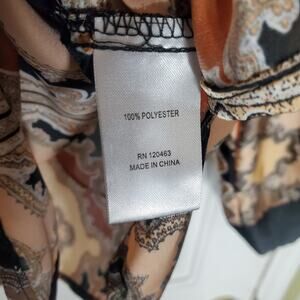 100% POLYESTER
RN 120463
MADE IN CHINA